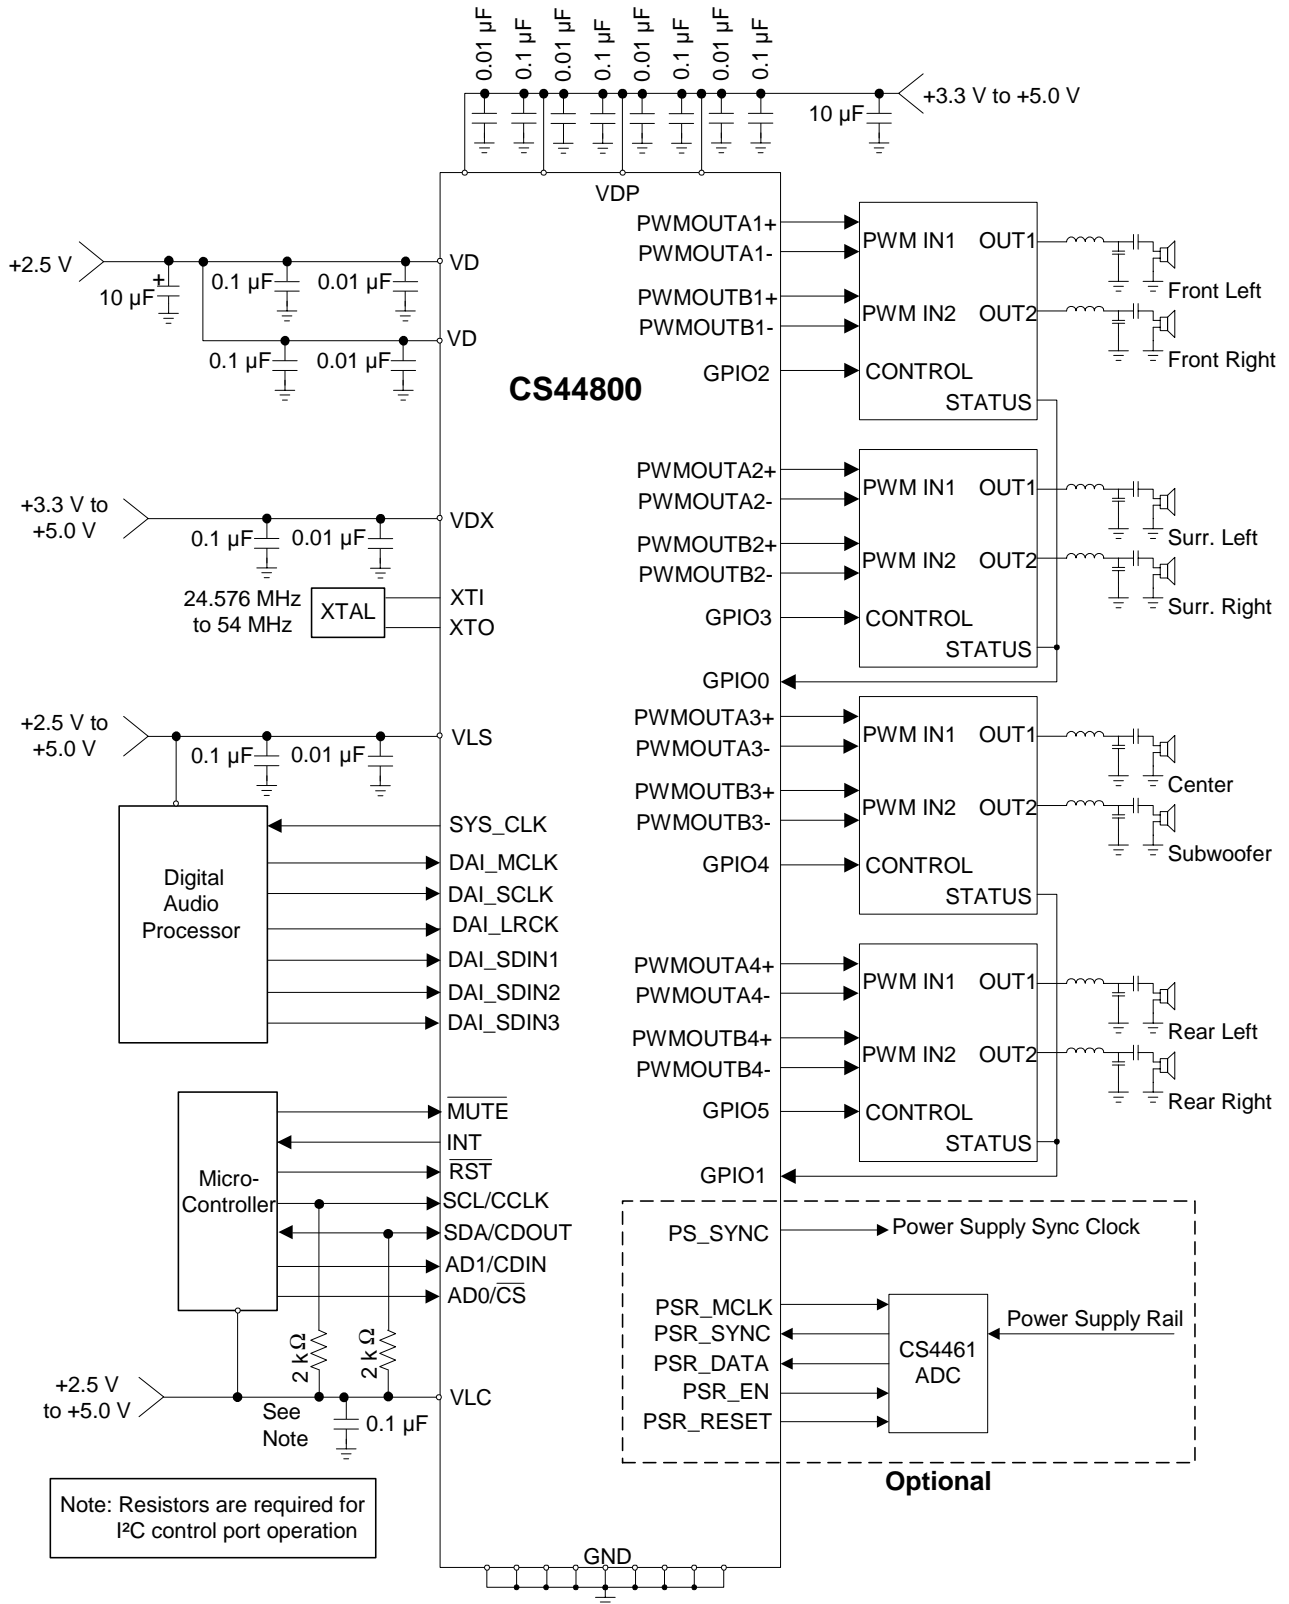 0.01 µF
0.1 µF
0.01 µF
0.1 µF
0.01 µF
0.1 µF
0.01 µF
0.1 µF
10 µF
+3.3 V to +5.0 V
VDP
CS44800
+2.5 V
10 µF
0.1 µF
0.01 µF
VD
0.1 µF
0.01 µF
VD
+3.3 V to
+5.0 V
0.1 µF
0.01 µF
VDX
24.576 MHz
to 54 MHz
XTAL
XTI
XTO
+2.5 V to
+5.0 V
0.1 µF
0.01 µF
VLS
Digital
Audio
Processor
SYS_CLK
DAI_MCLK
DAI_SCLK
DAI_LRCK
DAI_SDIN1
DAI_SDIN2
DAI_SDIN3
Micro-
Controller
MUTE
INT
RST
SCL/CCLK
SDA/CDOUT
AD1/CDIN
AD0/CS
2 kΩ
2 kΩ
+2.5 V
to +5.0 V
See
Note
0.1 µF
VLC
Note: Resistors are required for
I²C control port operation
PWMOUTA1+
PWMOUTA1-
PWMOUTB1+
PWMOUTB1-
GPIO2
PWM IN1
OUT1
PWM IN2
OUT2
CONTROL
STATUS
Front Left
Front Right
PWMOUTA2+
PWMOUTA2-
PWMOUTB2+
PWMOUTB2-
GPIO3
GPIO0
PWM IN1
OUT1
PWM IN2
OUT2
CONTROL
STATUS
Surr. Left
Surr. Right
PWMOUTA3+
PWMOUTA3-
PWMOUTB3+
PWMOUTB3-
GPIO4
PWM IN1
OUT1
PWM IN2
OUT2
CONTROL
STATUS
Center
Subwoofer
PWMOUTA4+
PWMOUTA4-
PWMOUTB4+
PWMOUTB4-
GPIO5
GPIO1
PWM IN1
OUT1
PWM IN2
OUT2
CONTROL
STATUS
Rear Left
Rear Right
PS_SYNC
Power Supply Sync Clock
PSR_MCLK
PSR_SYNC
PSR_DATA
PSR_EN
PSR_RESET
CS4461
ADC
Power Supply Rail
Optional
GND